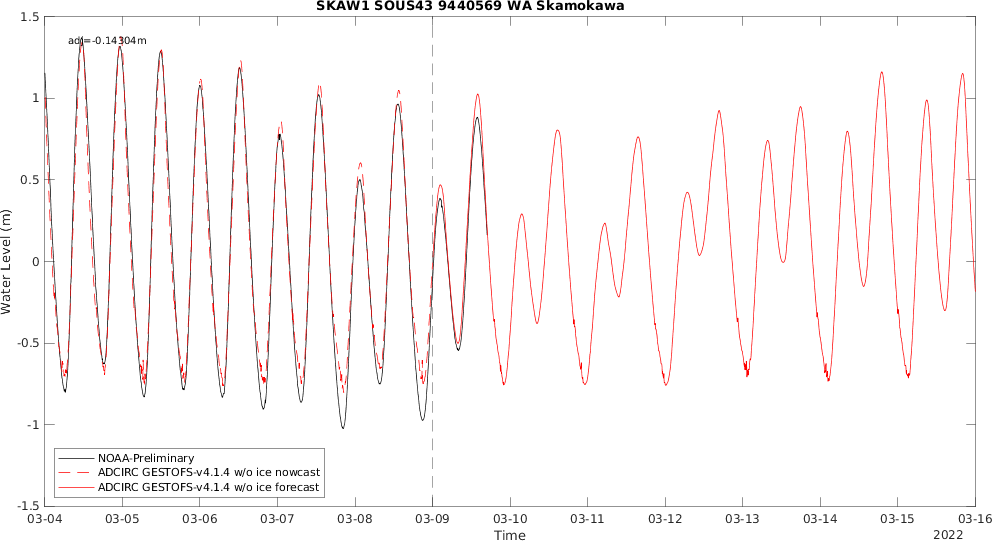 SKAW1 SOUS43 9440569 WA Skamokawa
adj=-0.14304m
1.5
1
0.5
0
-0.5
-1
-1.5
Water Level (m)
NOAA-Preliminary
ADCIRC GESTOFS-v4.1.4 w/o ice nowcast
ADCIRC GESTOFS-v4.1.4 w/o ice forecast
03-04 03-05 03-06 03-07 03-08 03-09 03-10 03-11 03-12 03-13 03-14 03-15 03-16
Time
2022